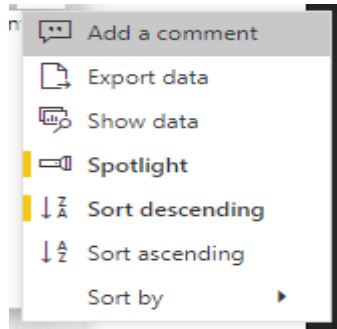 Add a comment
Export data
Show data
Spotlight
Sort descending
Sort ascending
Sort by